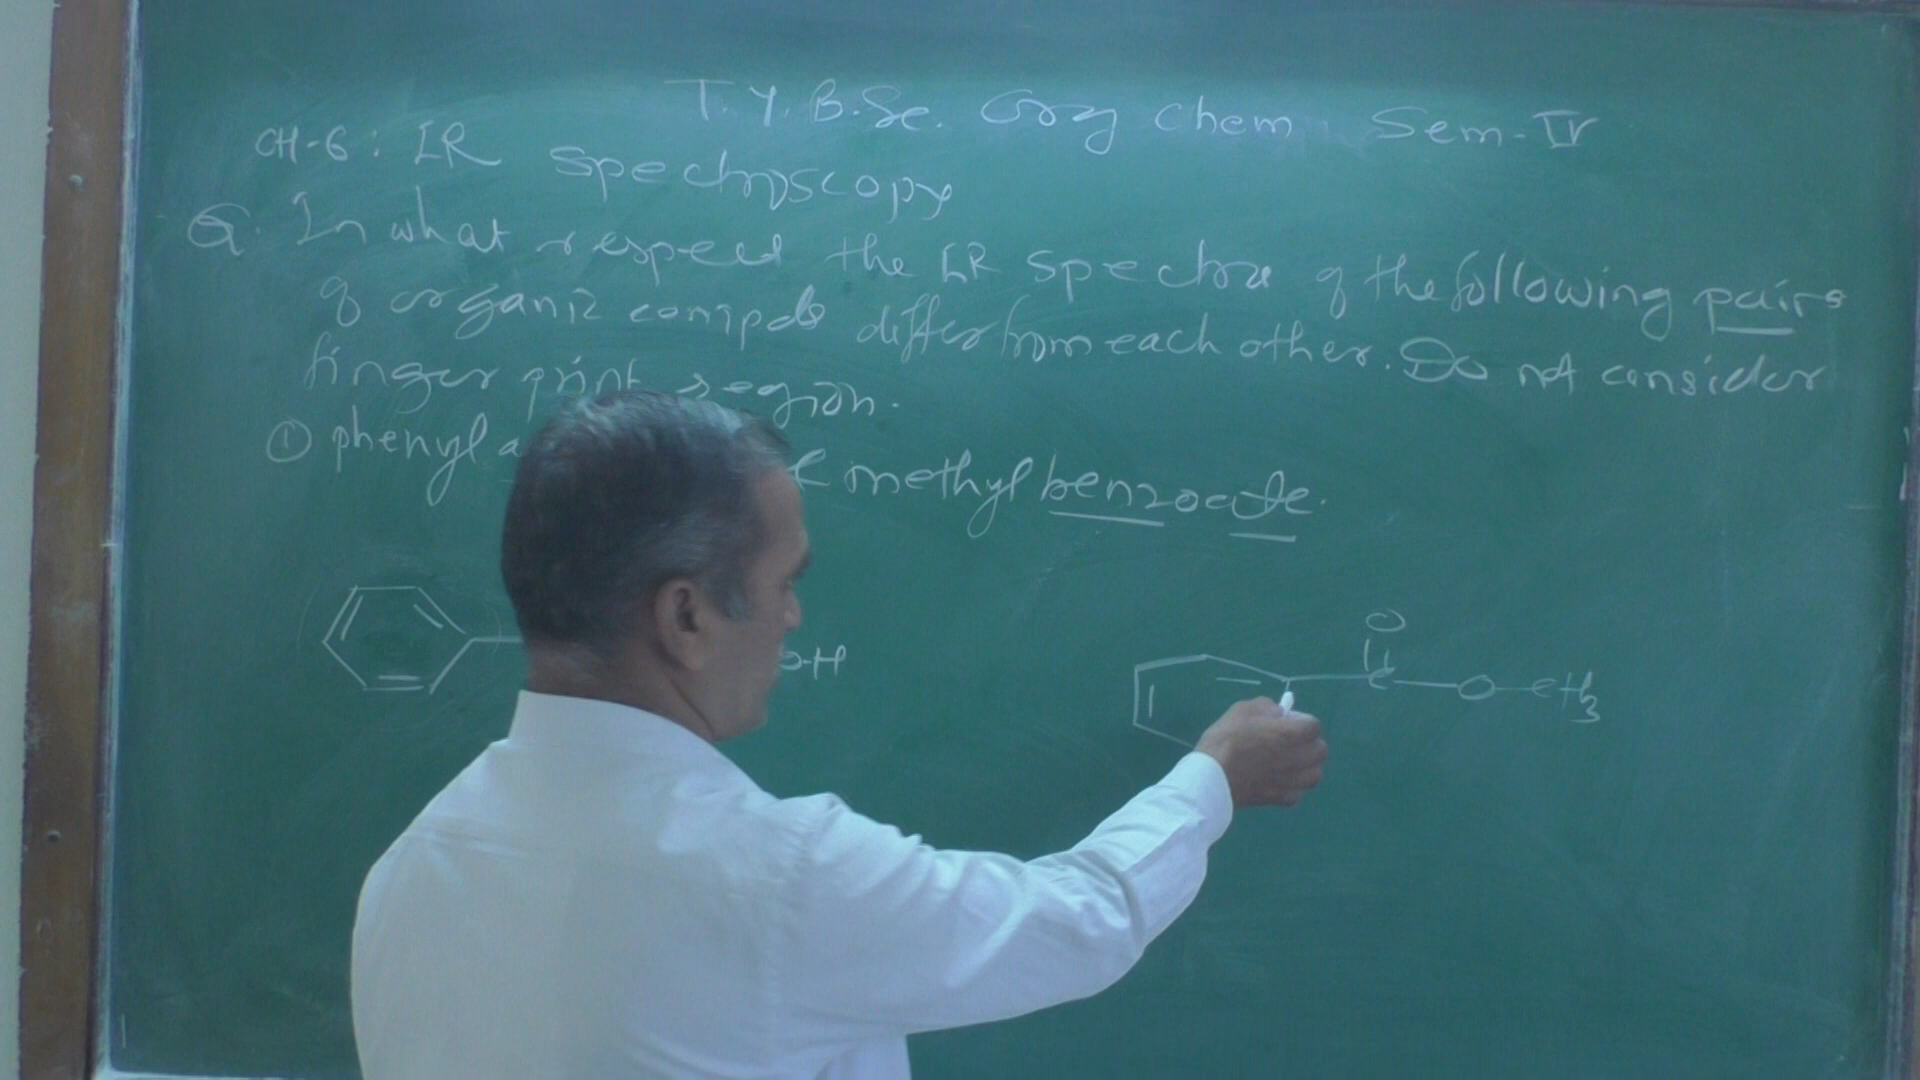 T.Y.B.Sc. Org Chem Sem-IV
CH-6: IR spectroscopy
Q. In what respect the IR spectra of the following pairs
of organic compds differ from each other. Do not consider
finger print region.
① phenyl a & methyl benzoate.
O
O-H
C-O-CH3